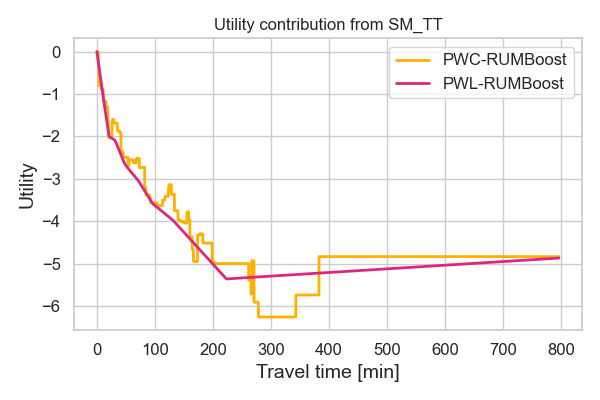 Utility contribution from SM_TT
PWC-RUMBoost
PWL-RUMBoost
Utility
0
−1
−2
−3
−4
−5
−6
0 100 200 300 400 500 600 700 800
Travel time [min]